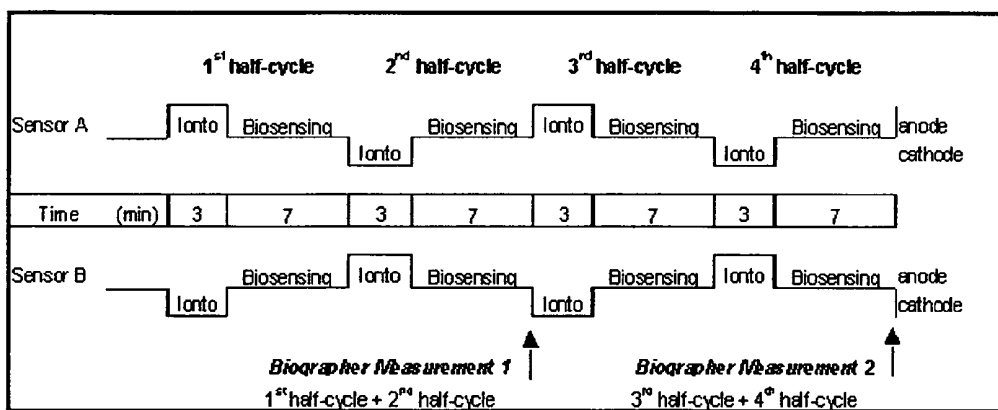 1st half-cycle 2nd half-cycle 3rd half-cycle 4th half-cycle
Sensor A Ionto Biosensing Ionto Biosensing Ionto Biosensing Ionto Biosensing anode
cathode
Time (min) 3 7 3 7 3 7 3 7
Sensor B Ionto Biosensing Ionto Biosensing Ionto Biosensing Ionto Biosensing anode
cathode
Biographer Measurement 1 Biographer Measurement 2
1st half-cycle + 2nd half-cycle 3rd half-cycle + 4th half-cycle